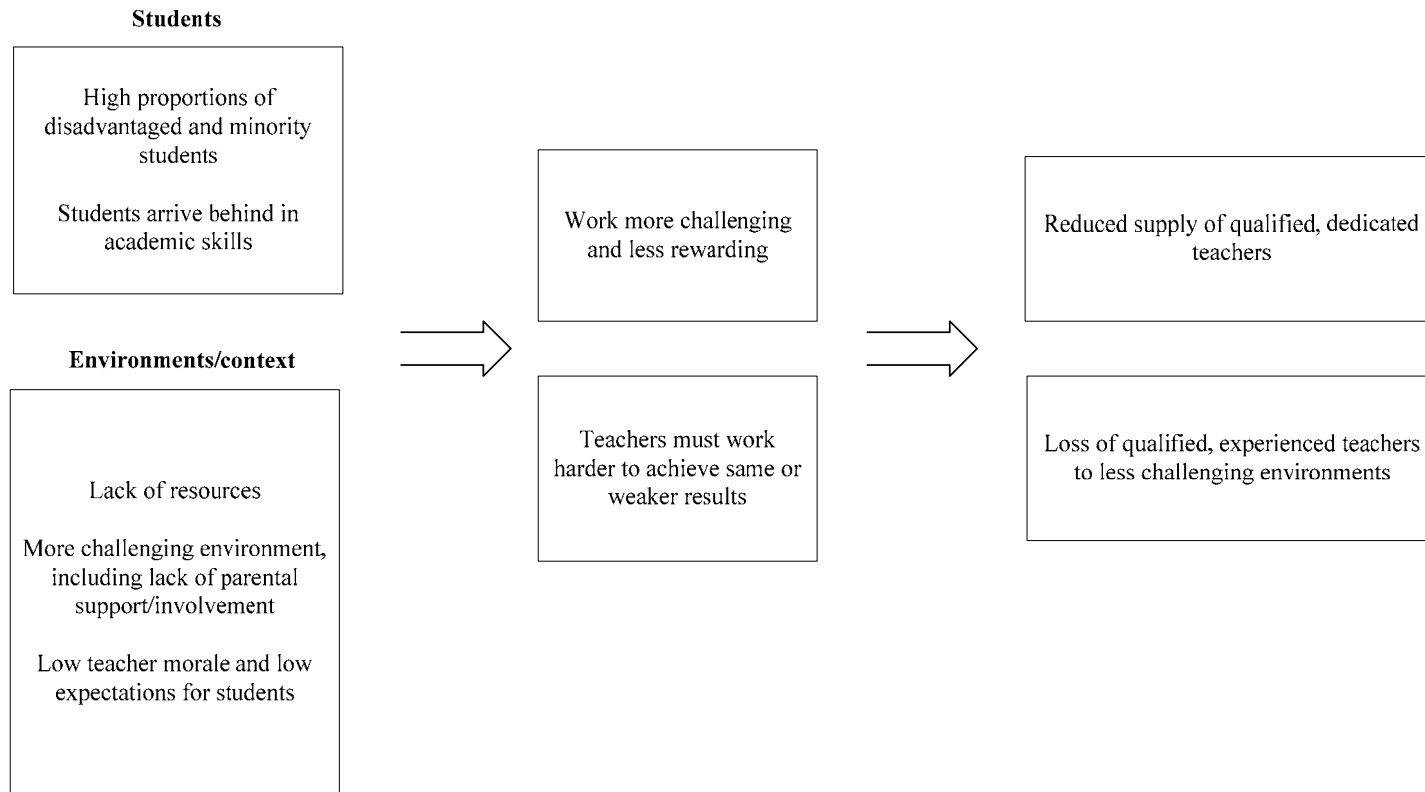 Students
High proportions of
disadvantaged and minority
students
Students arrive behind in
academic skills
Environments/context
Lack of resources
More challenging environment,
including lack of parental
support/involvement
Low teacher morale and low
expectations for students
Work more challenging
and less rewarding
Teachers must work
harder to achieve same or
weaker results
Reduced supply of qualified, dedicated
teachers
Loss of qualified, experienced teachers
to less challenging environments